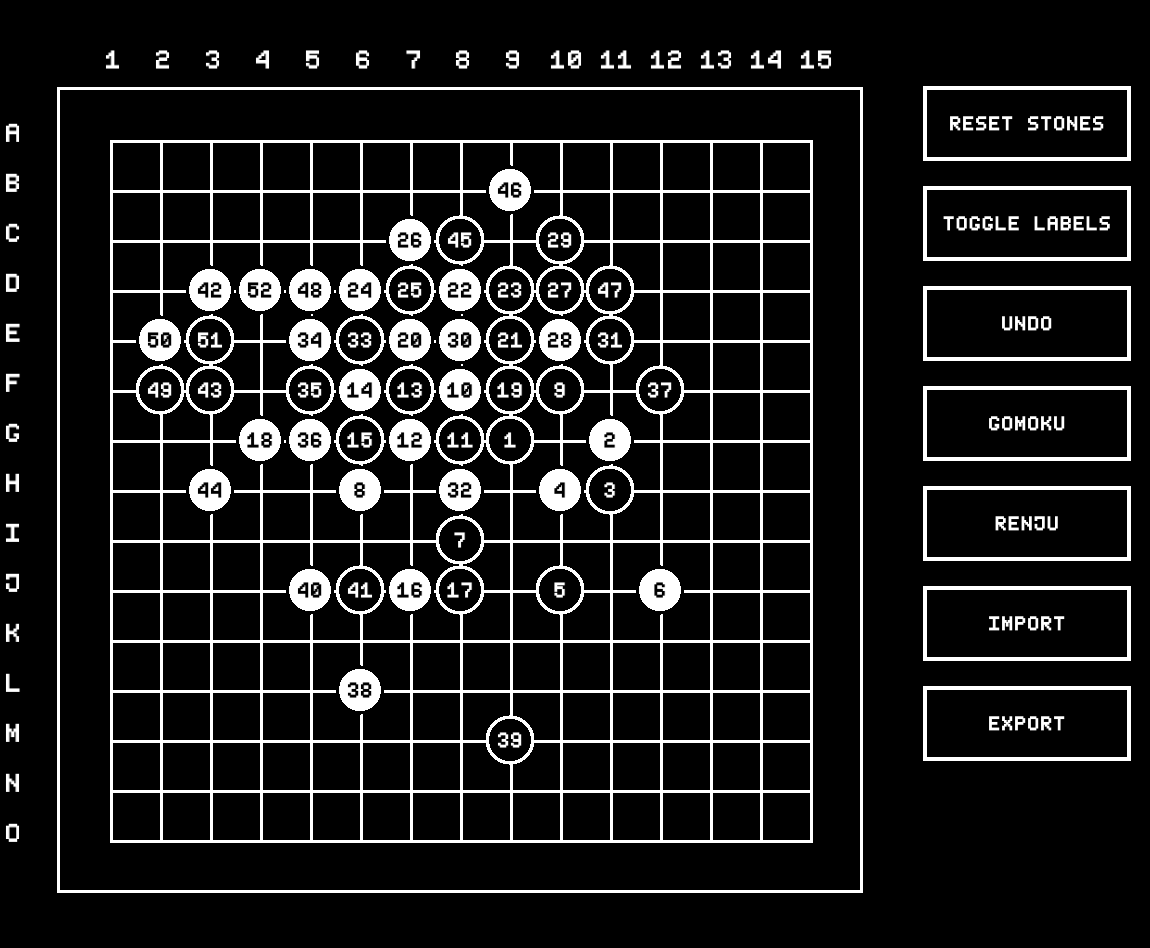 1 2 3 4 5 6 7 8 9 10 11 12 13 14 15
A
RESET STONES
B
46
TOGGLE LABELS
C
26 45 29
D
42 52 48 24 25 22 23 27 47
E
50 51 34 33 20 30 21 28 31
UNDO
F
49 43 35 14 13 10 19 9 37
G
18 36 15 12 11 1 2
GOMOKU
H
44 8 32 4 3
I
7
RENJU
J
40 41 16 17 5 6
K
IMPORT
L
38
M
39
EXPORT
N
O